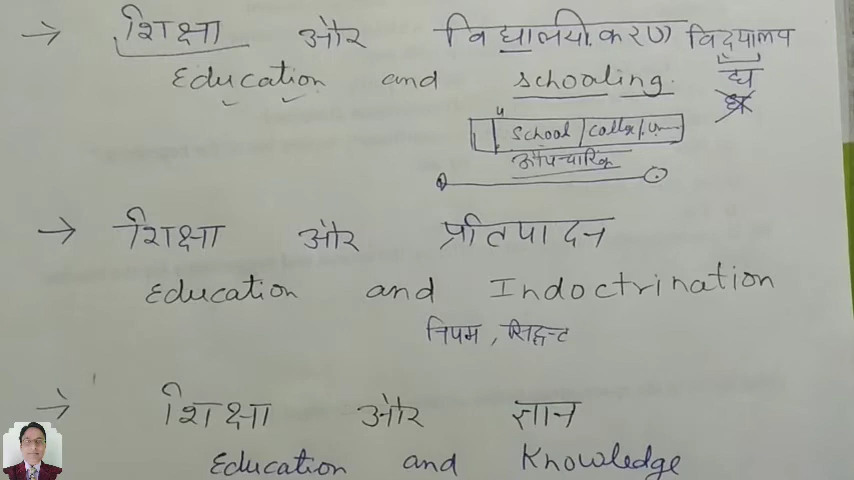 → शिक्षा और विद्यालयीकरण विद्यालय
Education and schooling.
द्य
4
School / College /
औपचारिक
→ शिक्षा और प्रतिपादन
Education and Indoctrination
नियम, सिद्धान्त
→ शिक्षा और ज्ञान
Education and Knowledge